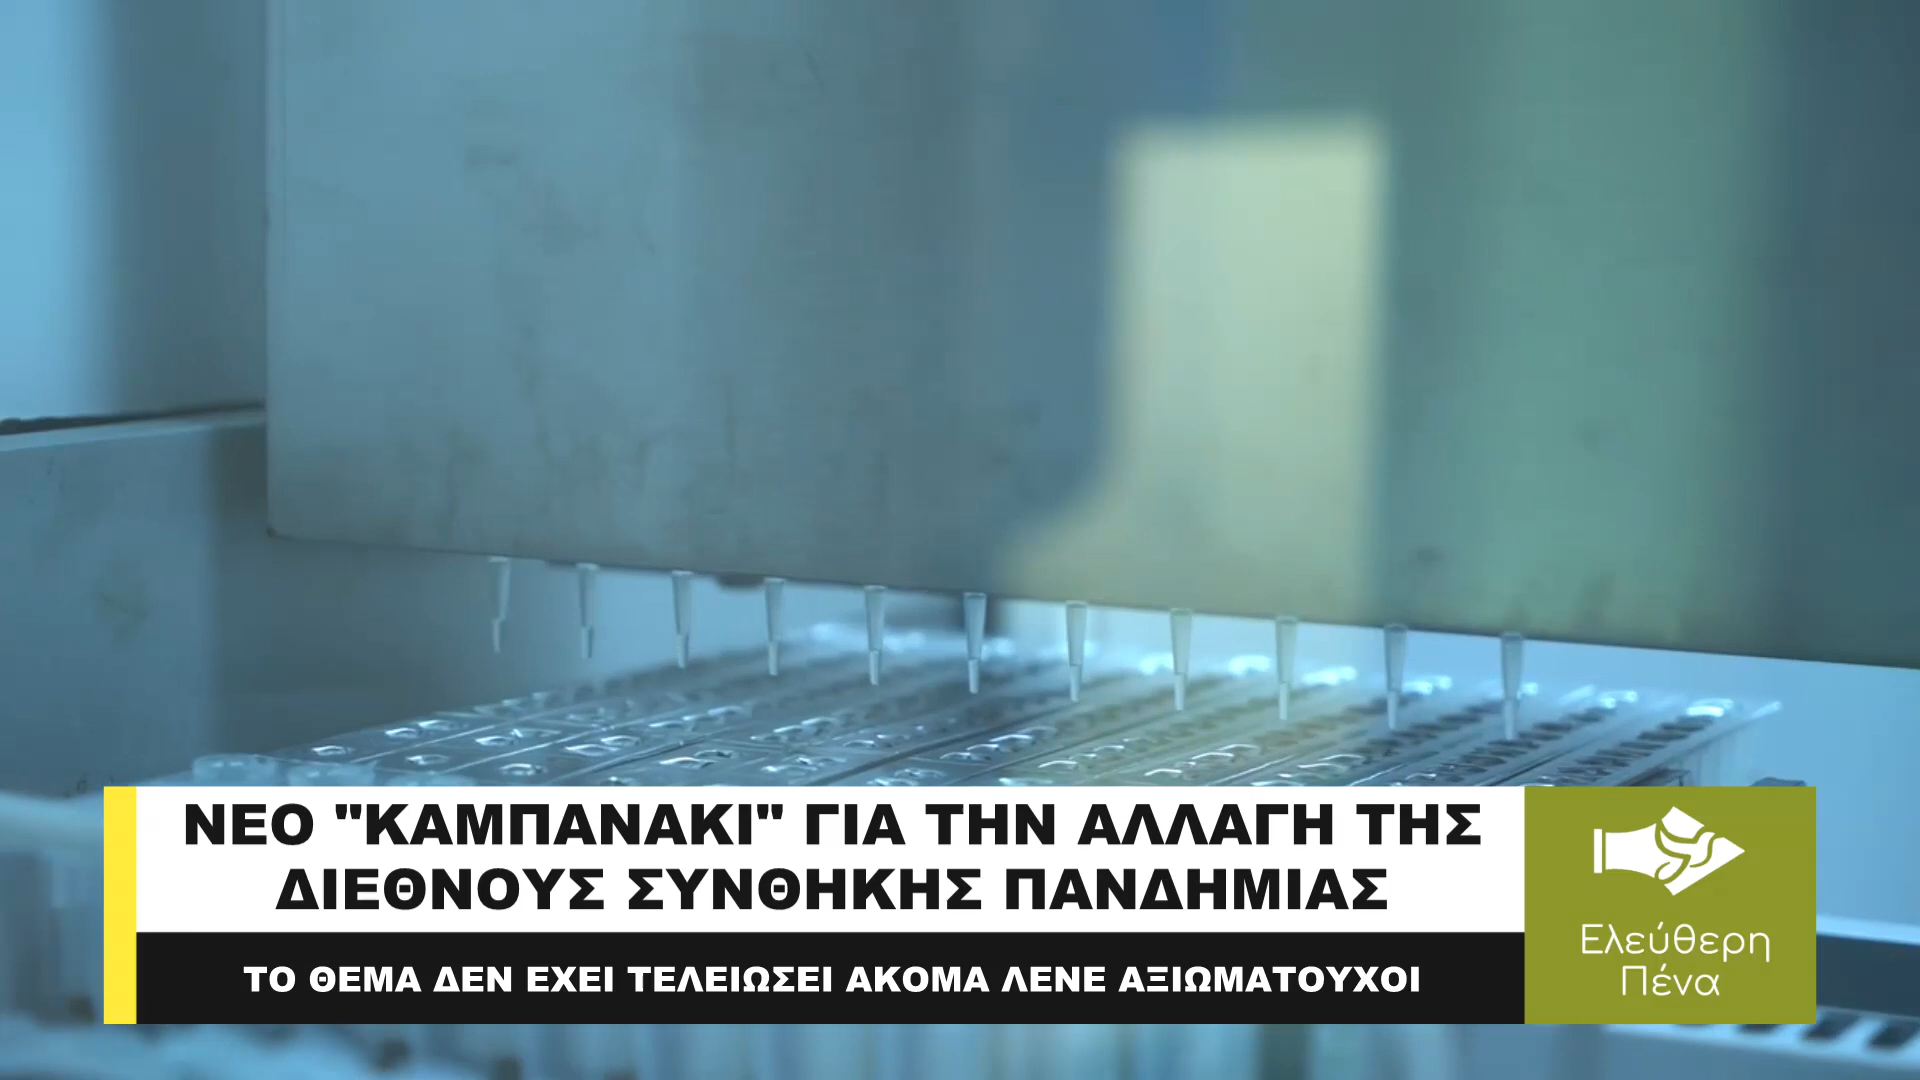 ΝΕΟ "ΚΑΜΠΑΝΑΚΙ" ΓΙΑ ΤΗΝ ΑΛΛΑΓΗ ΤΗΣ
ΔΙΕΘΝΟΥΣ ΣΥΝΘΗΚΗΣ ΠΑΝΔΗΜΙΑΣ
ΤΟ ΘΕΜΑ ΔΕΝ ΕΧΕΙ ΤΕΛΕΙΩΣΕΙ ΑΚΟΜΑ ΛΕΝΕ ΑΞΙΩΜΑΤΟΥΧΟΙ
Ελεύθερη
Πένα